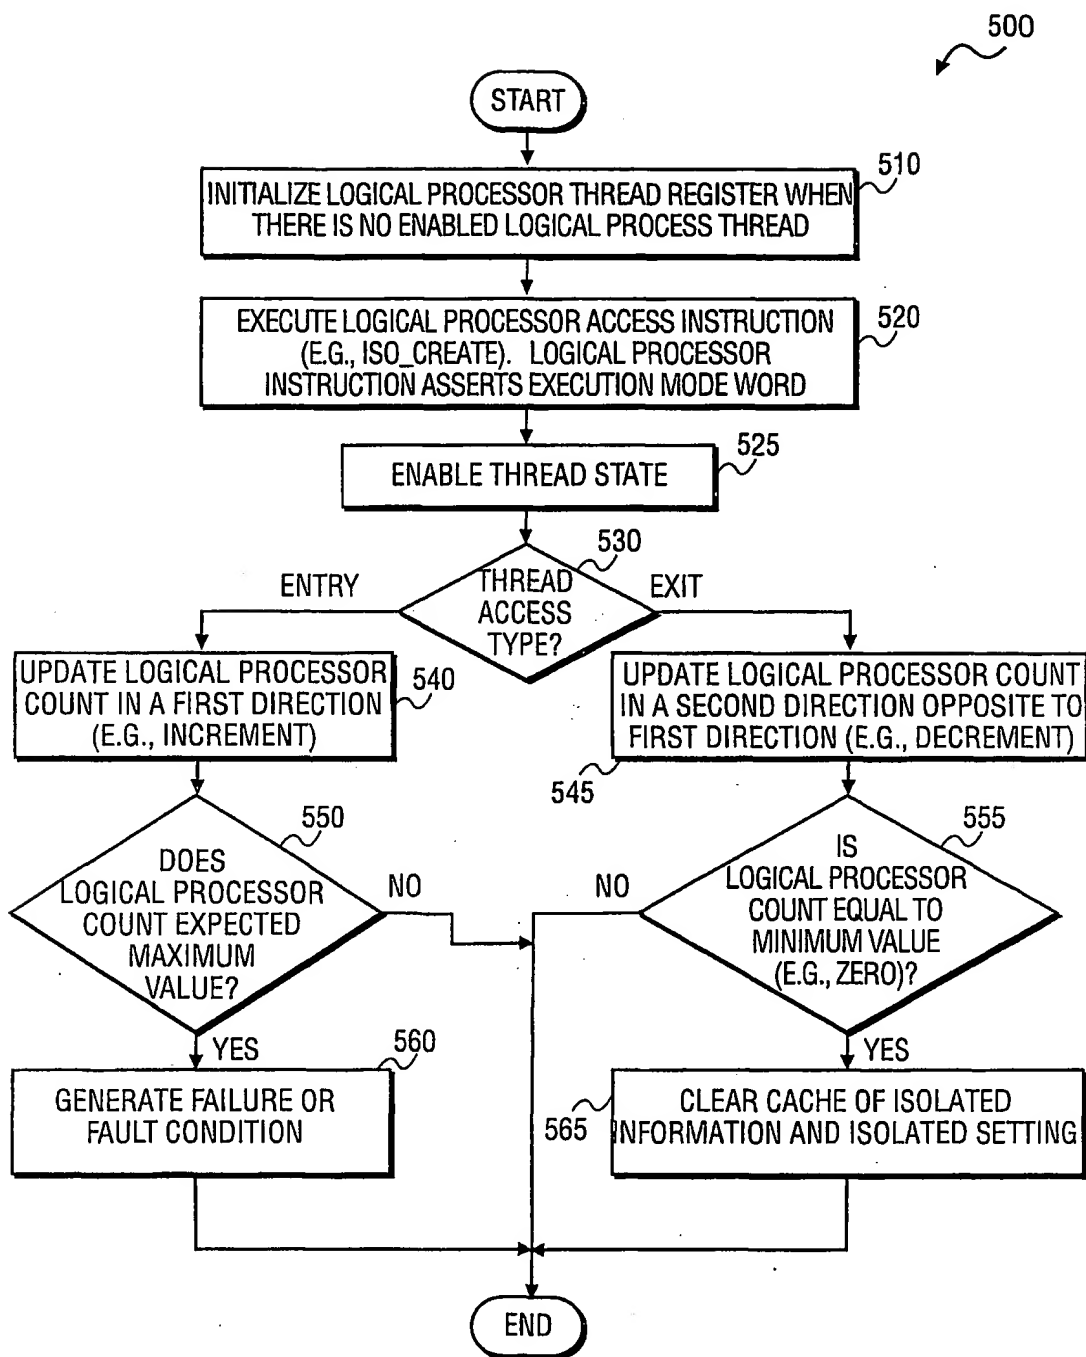 500
START
510
INITIALIZE LOGICAL PROCESSOR THREAD REGISTER WHEN
THERE IS NO ENABLED LOGICAL PROCESS THREAD
EXECUTE LOGICAL PROCESSOR ACCESS INSTRUCTION
(E.G., ISO_CREATE). LOGICAL PROCESSOR
INSTRUCTION ASSERTS EXECUTION MODE WORD
520
ENABLE THREAD STATE
525
530
ENTRY
THREAD
ACCESS
TYPE?
EXIT
UPDATE LOGICAL PROCESSOR
COUNT IN A FIRST DIRECTION
(E.G., INCREMENT)
540
UPDATE LOGICAL PROCESSOR COUNT
IN A SECOND DIRECTION OPPOSITE TO
FIRST DIRECTION (E.G., DECREMENT)
545
550
DOES
LOGICAL PROCESSOR
COUNT EXPECTED
MAXIMUM
VALUE?
NO
YES
555
IS
LOGICAL PROCESSOR
COUNT EQUAL TO
MINIMUM VALUE
(E.G., ZERO)?
NO
YES
560
GENERATE FAILURE OR
FAULT CONDITION
565
CLEAR CACHE OF ISOLATED
INFORMATION AND ISOLATED SETTING
END